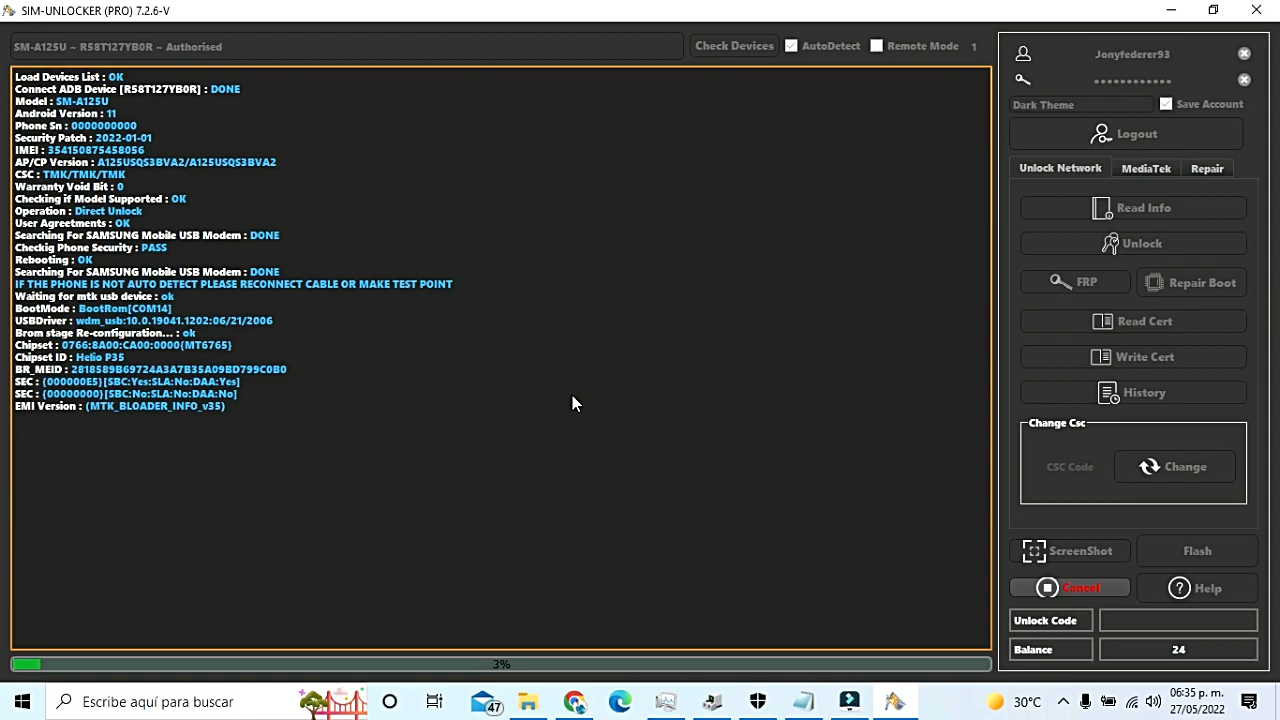 SIM-UNLOCKER (PRO) 7.2.6-V
SM-A125U ~ R58T127YB0R ~ Authorised
Check Devices
AutoDetect
Remote Mode
1
Load Devices List : OK
Connect ADB Device [R58T127YB0R] : DONE
Model : SM-A125U
Android Version : 11
Phone Sn : 0000000000
Security Patch : 2022-01-01
IMEI : 354150875458056
AP/CP Version : A125USQS3BVA2/A125USQS3BVA2
CSC : TMK/TMK/TMK
Warranty Void Bit : 0
Checking if Model Supported : OK
Operation : Direct Unlock
User Agreements : OK
Searching For SAMSUNG Mobile USB Modem : DONE
Checkig Phone Security : PASS
Rebooting : OK
Searching For SAMSUNG Mobile USB Modem : DONE
IF THE PHONE IS NOT AUTO DETECT PLEASE RECONNECT CABLE OR MAKE TEST POINT
Waiting for mtk usb device : ok
BootMode : BootRom[COM14]
USBDriver : wdm_usb:10.0.19041.1202:06/21/2006
Brom stage Re-configuration... : ok
Chipset : 0766:8A00:CA00:0000{MT6765}
Chipset ID : Helio P35
BR_MEID : 2818589B69724A3A7B35A09BD799C0B0
SEC : {000000E5}[SBC:Yes:SLA:No:DAA:Yes]
SEC : {00000000}[SBC:No:SLA:No:DAA:No]
EMI Version : (MTK_BLOADER_INFO_v35)
3%
Jonyfederer93
Dark Theme
Save Account
Logout
Unlock Network
MediaTek
Repair
Read Info
Unlock
FRP
Repair Boot
Read Cert
Write Cert
History
Change Csc
CSC Code
Change
ScreenShot
Flash
Cancel
Help
Unlock Code
Balance
24
Escribe aquí para buscar
47
30°C
06:35 p. m.
27/05/2022